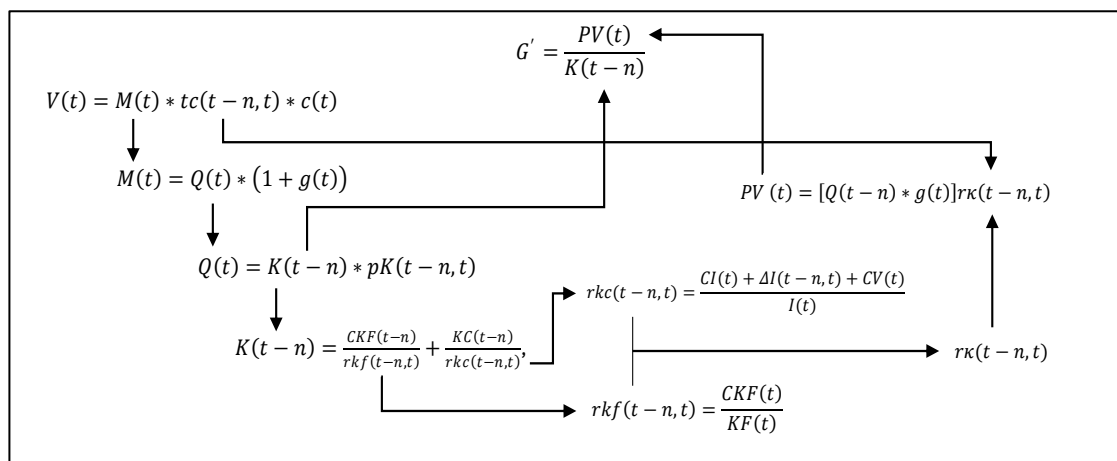 G′ = PV(t) / K(t−n)
V(t) = M(t) ∗ tc(t−n,t) ∗ c(t)
M(t) = Q(t) ∗ (1 + g(t))
PV (t) = [Q(t−n) ∗ g(t)]rκ(t−n,t)
Q(t) = K(t−n) ∗ pK(t−n,t)
rkc(t−n,t) = CI(t) + ΔI(t−n,t) + CV(t) / I(t)
K(t−n) = CKF(t−n) / rkf(t−n,t) + KC(t−n) / rkc(t−n,t),
rκ(t−n,t)
rkf(t−n,t) = CKF(t) / KF(t)